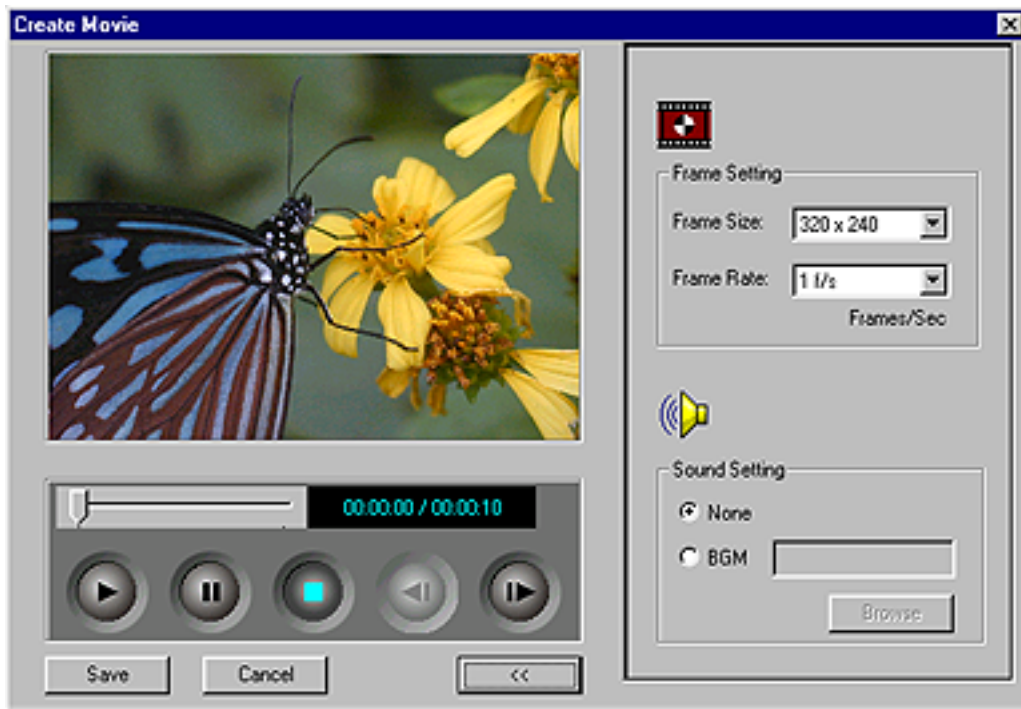 Create Movie
Frame Setting
Frame Size: 320 x 240
Frame Rate: 1 f/s
Frames/Sec
00:00:00 / 00:00:10
Sound Setting
None
BGM
Browse
Save Cancel <<